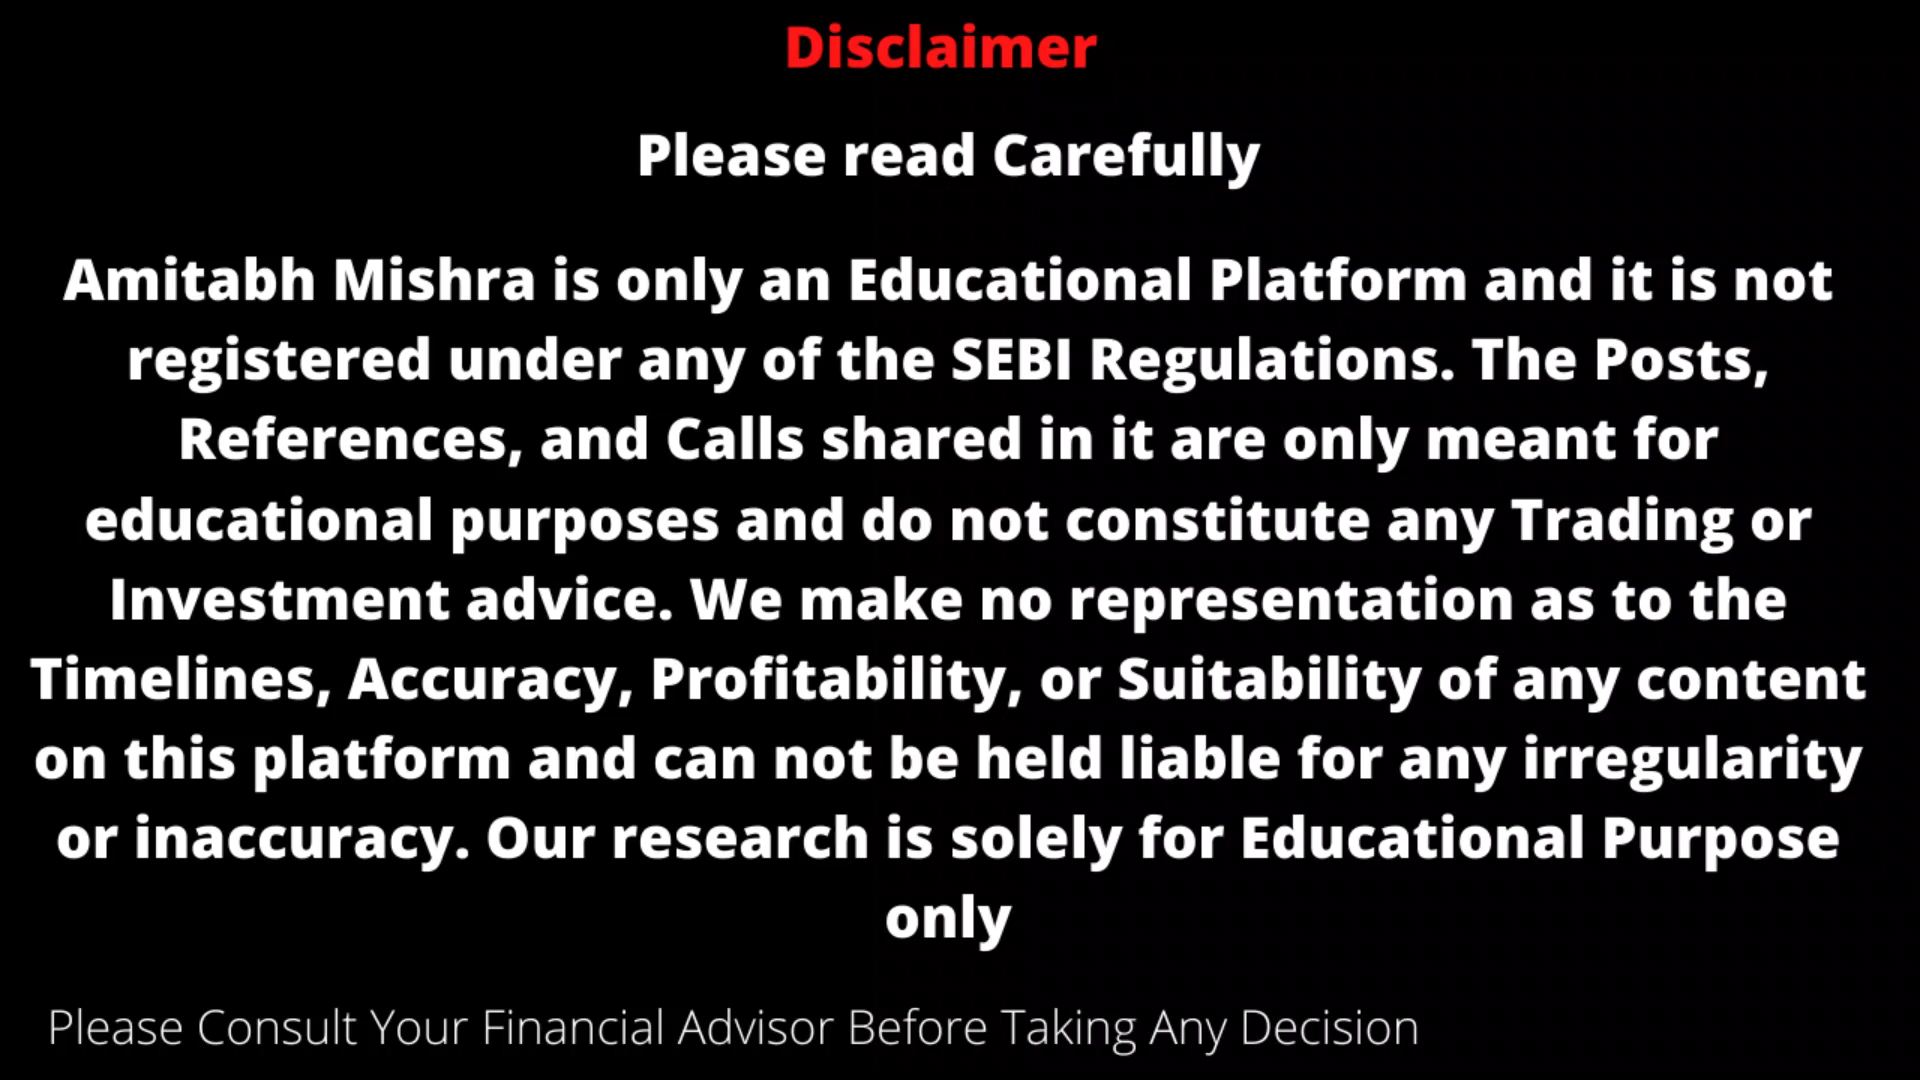 Disclaimer
Please read Carefully
Amitabh Mishra is only an Educational Platform and it is not
registered under any of the SEBI Regulations. The Posts,
References, and Calls shared in it are only meant for
educational purposes and do not constitute any Trading or
Investment advice. We make no representation as to the
Timelines, Accuracy, Profitability, or Suitability of any content
on this platform and can not be held liable for any irregularity
or inaccuracy. Our research is solely for Educational Purpose
only
Please Consult Your Financial Advisor Before Taking Any Decision